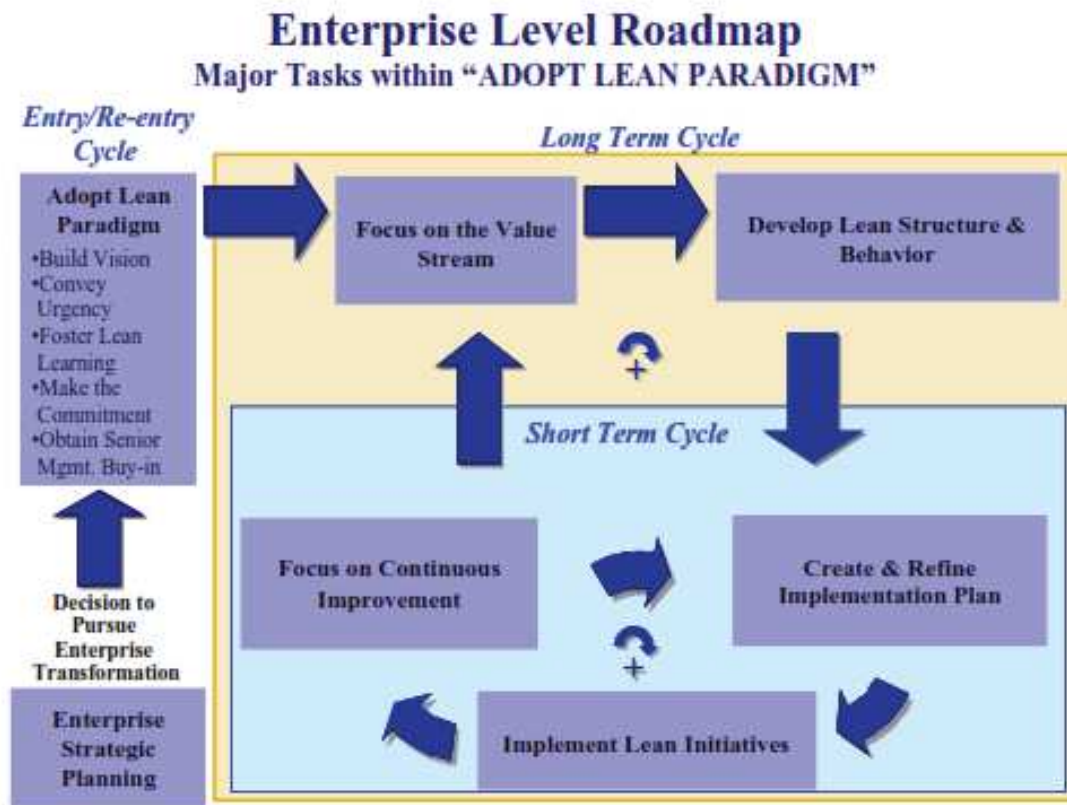 Enterprise Level Roadmap
Major Tasks within “ADOPT LEAN PARADIGM”
Entry/Re-entry
Cycle
Adopt Lean
Paradigm
•Build Vision
•Convey
Urgency
•Foster Lean
Learning
•Make the
Commitment
•Obtain Senior
Mgmt. Buy-in
Decision to
Pursue
Enterprise
Transformation
Enterprise
Strategic
Planning
Long Term Cycle
Focus on the Value
Stream
Develop Lean Structure &
Behavior
+
Short Term Cycle
Focus on Continuous
Improvement
Create & Refine
Implementation Plan
+
Implement Lean Initiatives